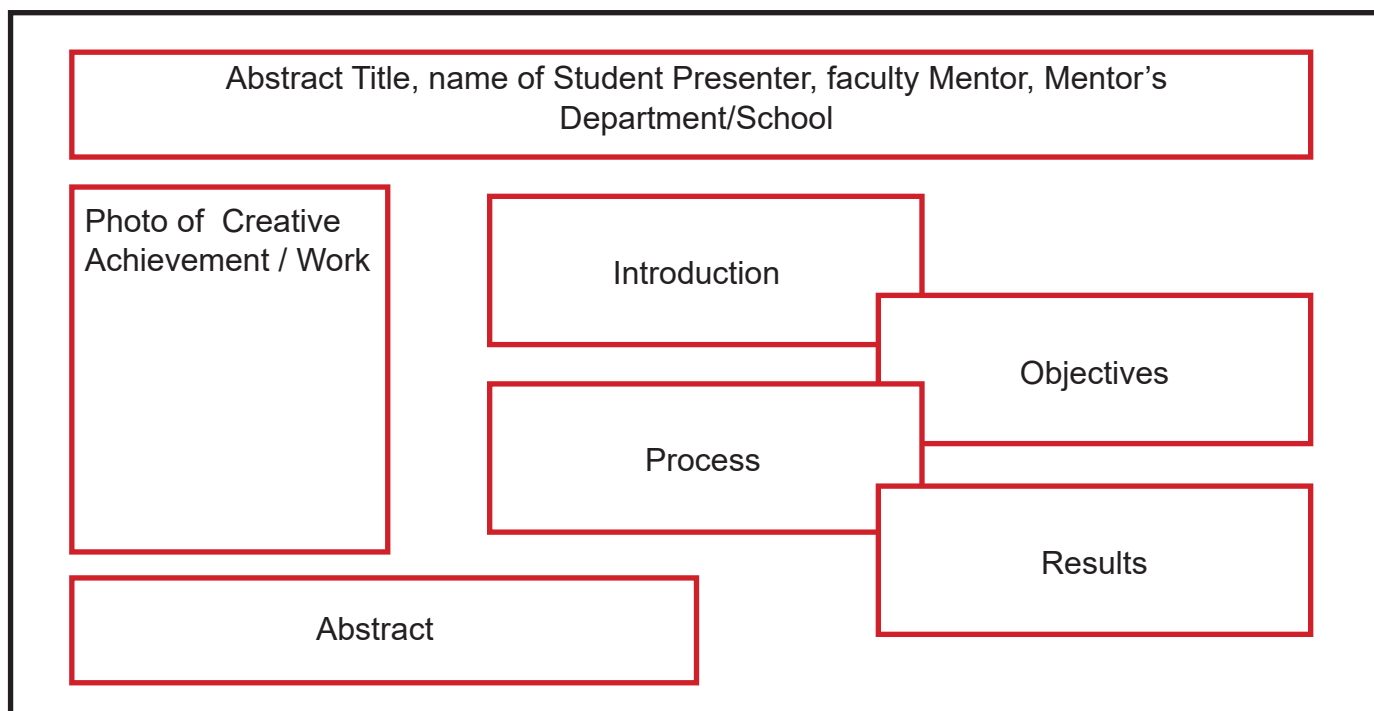 Abstract Title, name of Student Presenter, faculty Mentor, Mentor’s
Department/School
Photo of  Creative
Achievement / Work
Introduction
Objectives
Process
Results
Abstract